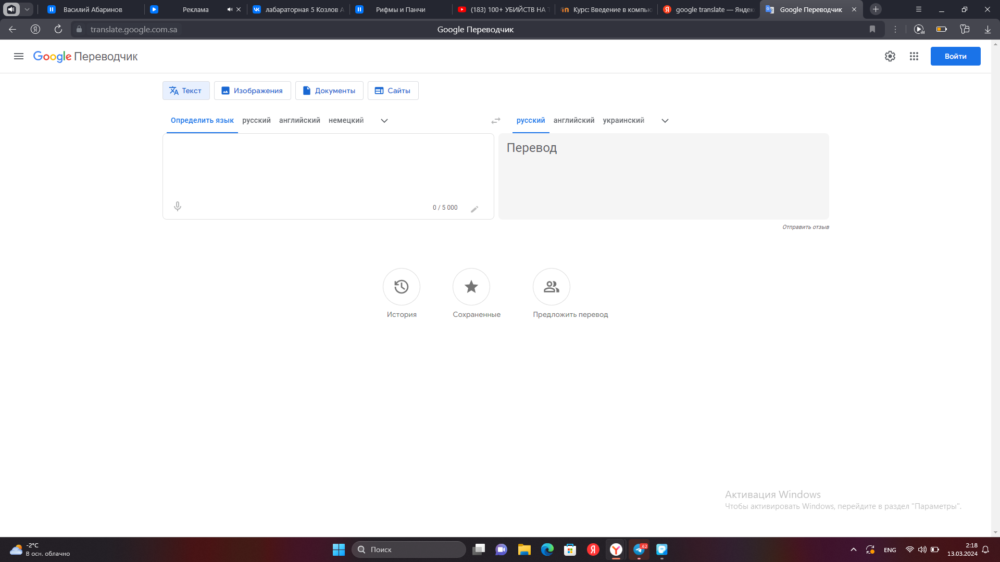 Василий Абаринов
Реклама
лабараторная 5 Козлов А
Рифмы и Панчи
(183) 100+ УБИЙСТВ НА Т
Курс: Введение в компью
google translate — Яндекс
Google Переводчик
translate.google.com.sa
Google Переводчик
Google Переводчик
Войти
Текст
Изображения
Документы
Сайты
Определить язык
русский
английский
немецкий
русский
английский
украинский
Перевод
0 / 5 000
Отправить отзыв
История
Сохраненные
Предложить перевод
Активация Windows
Чтобы активировать Windows, перейдите в раздел "Параметры".
-2°C
В осн. облачно
Поиск
62
ENG
2:18
13.03.2024